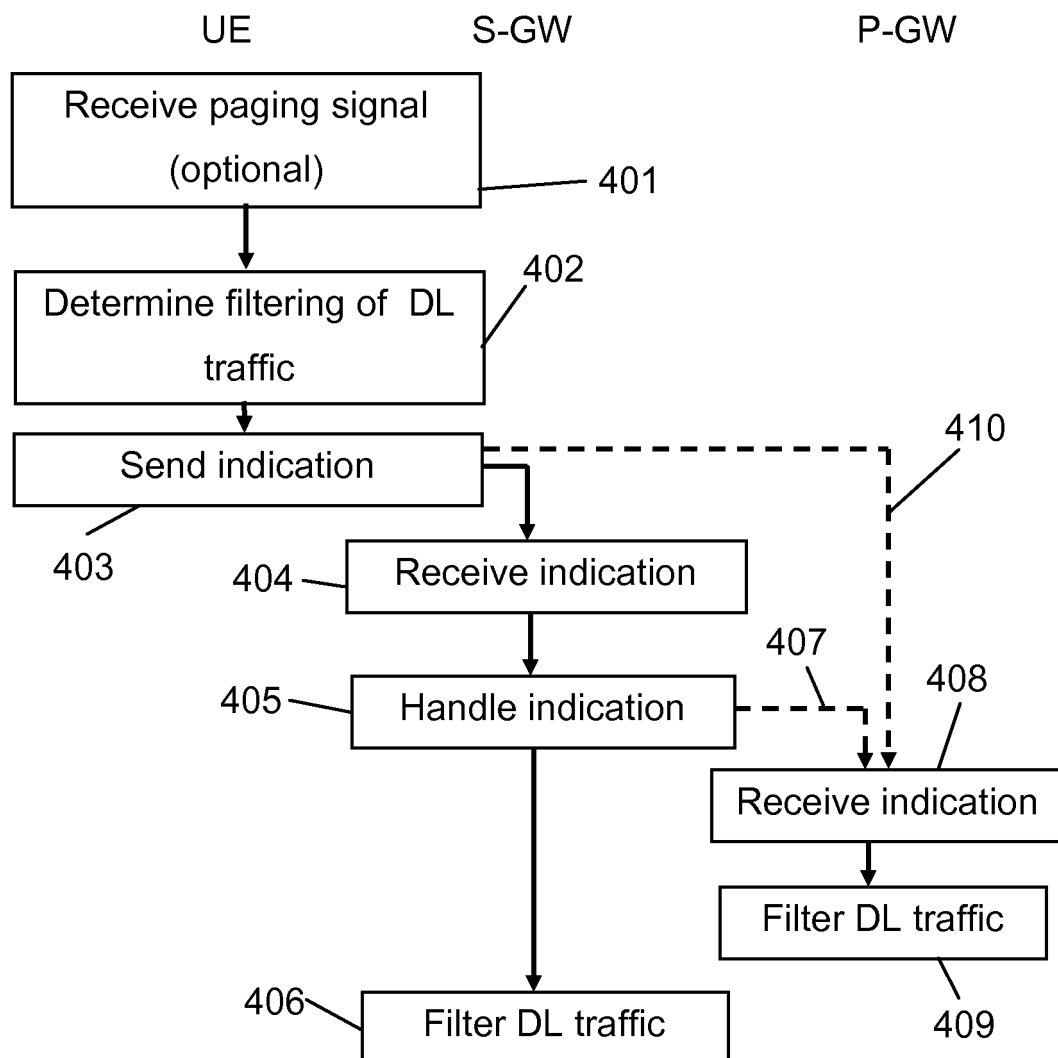 UE
S-GW
P-GW
Receive paging signal
(optional)
401
402
Determine filtering of DL
traffic
410
Send indication
403
404
Receive indication
407
408
405
Handle indication
Receive indication
Filter DL traffic
406
Filter DL traffic
409